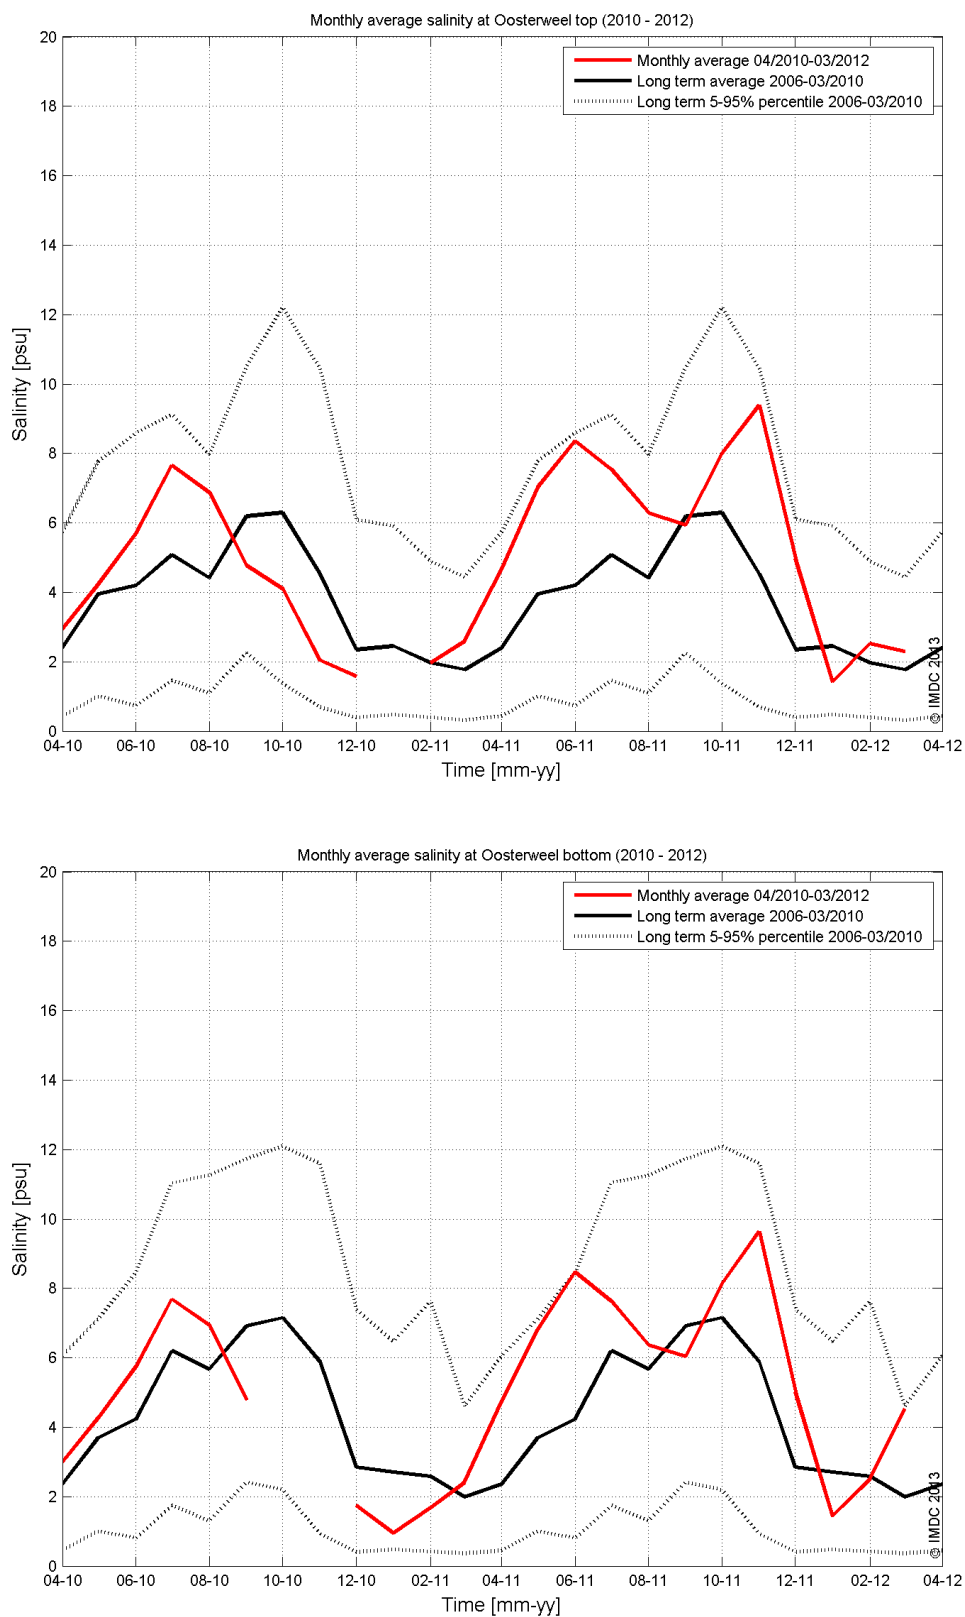 Monthly average salinity at Oosterweel top (2010 - 2012)
20
18
16
14
12
10
8
6
4
2
0
Salinity [psu]
Monthly average 04/2010-03/2012
Long term average 2006-03/2010
Long term 5-95% percentile 2006-03/2010
© IMDC 2013
04-10 06-10 08-10 10-10 12-10 02-11 04-11 06-11 08-11 10-11 12-11 02-12 04-12
Time [mm-yy]
Monthly average salinity at Oosterweel bottom (2010 - 2012)
20
18
16
14
12
10
8
6
4
2
0
Salinity [psu]
Monthly average 04/2010-03/2012
Long term average 2006-03/2010
Long term 5-95% percentile 2006-03/2010
© IMDC 2013
04-10 06-10 08-10 10-10 12-10 02-11 04-11 06-11 08-11 10-11 12-11 02-12 04-12
Time [mm-yy]